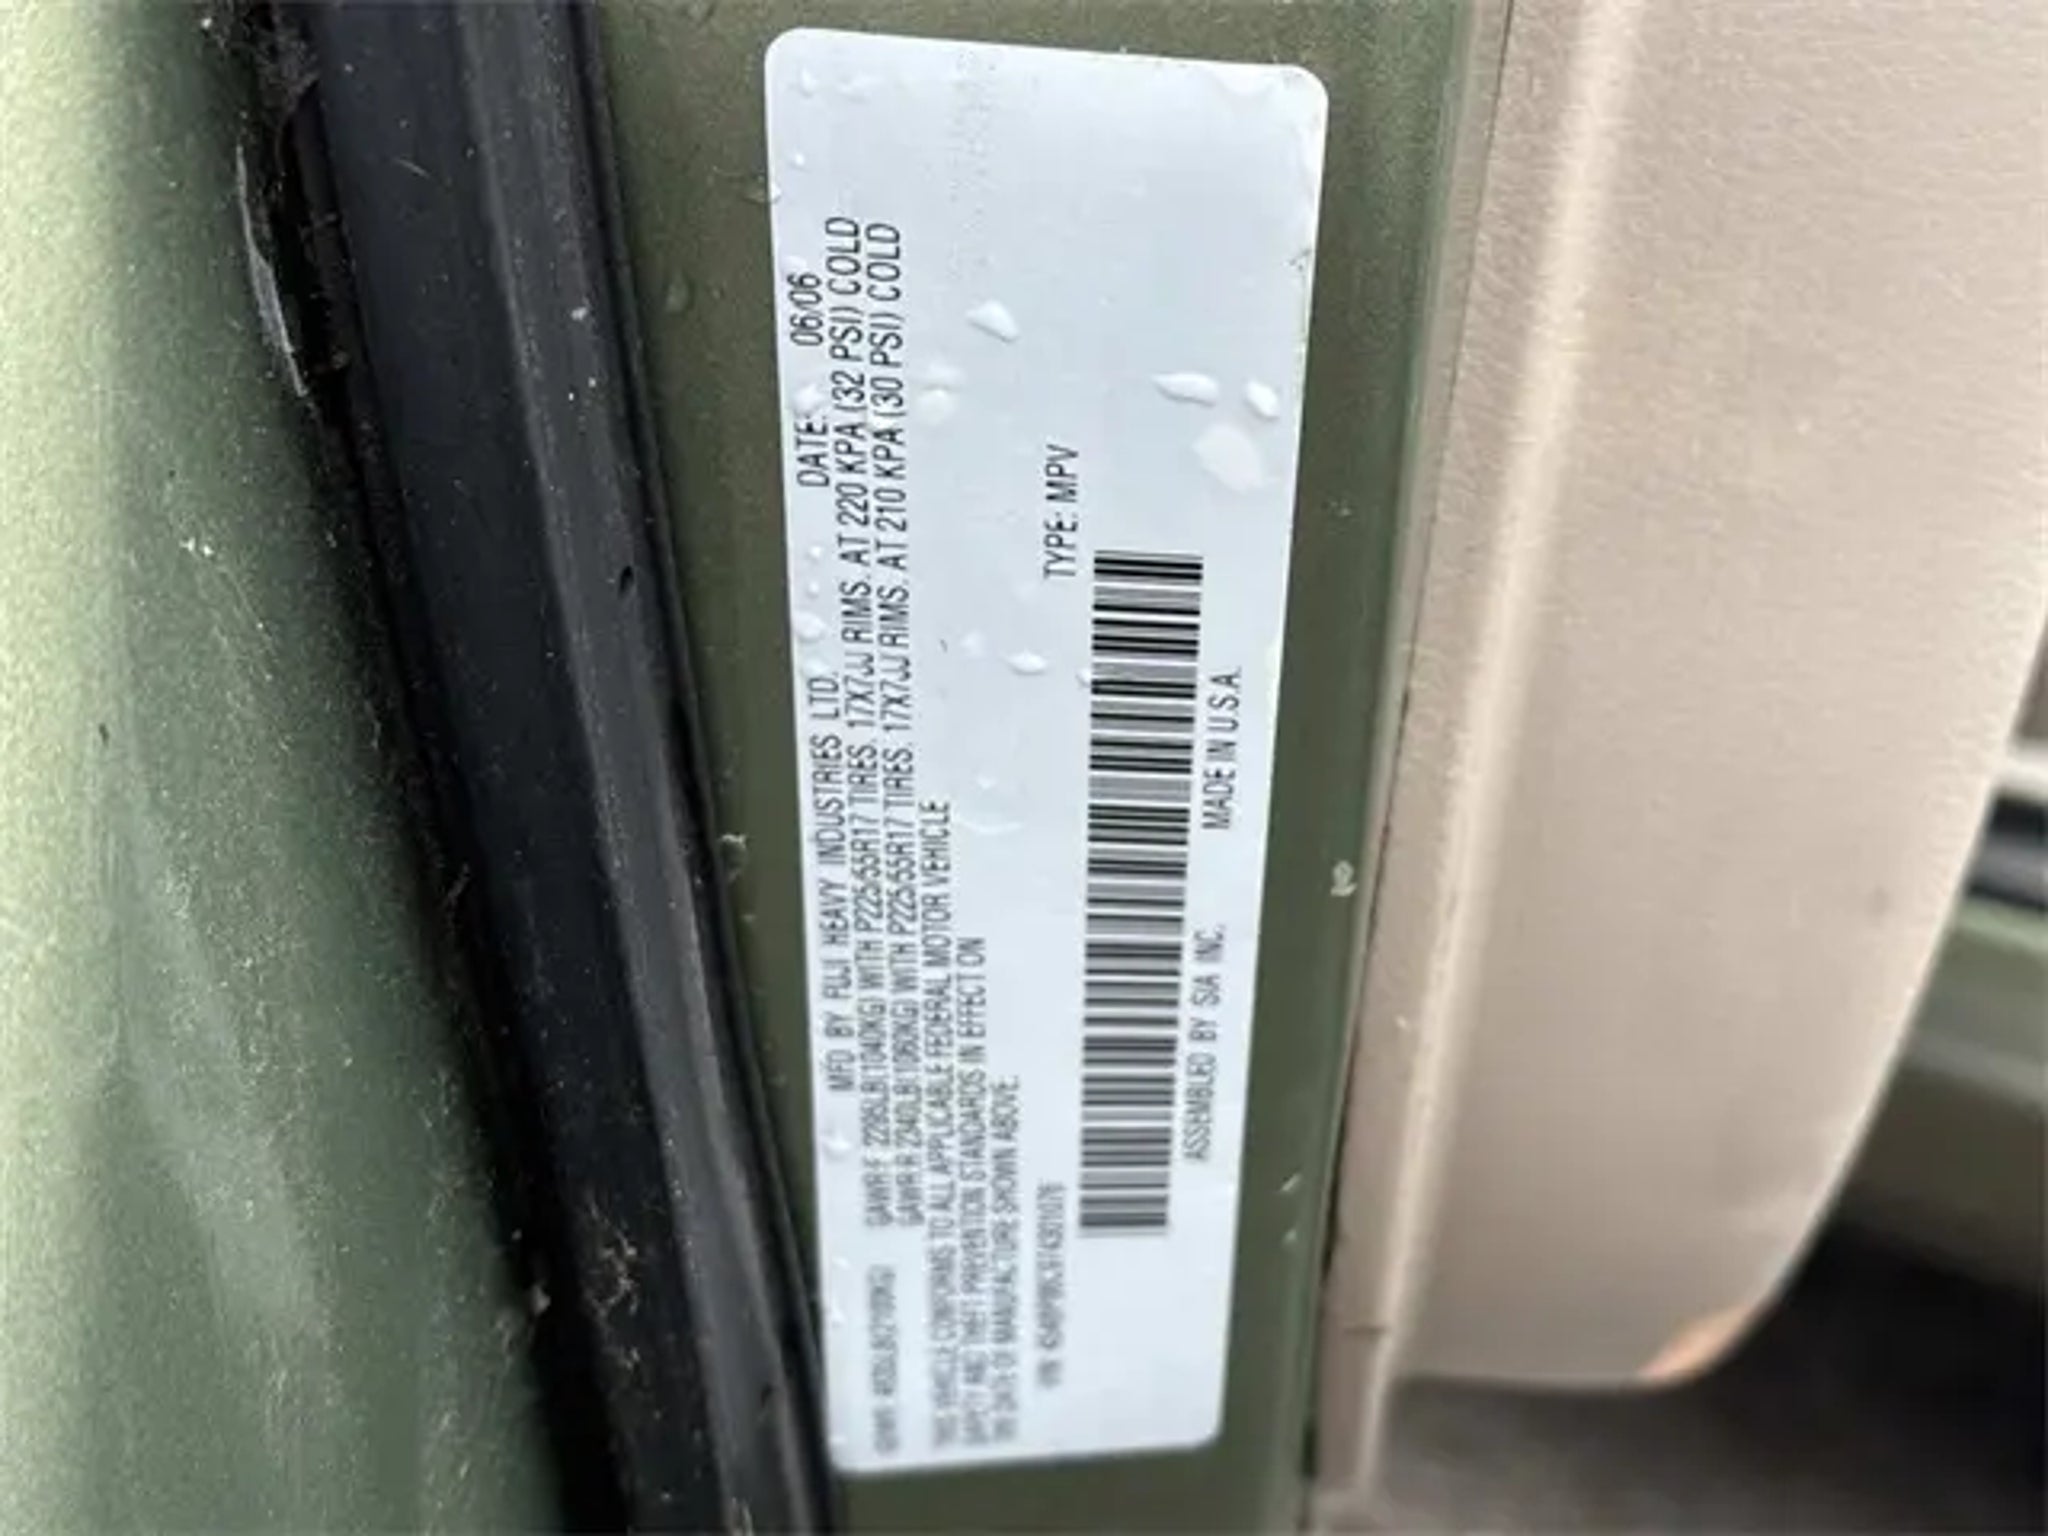 MFD BY FUJI HEAVY INDUSTRIES LTD. DATE: 06/06
GAWR F 2295LB(1040KG) WITH P225/55R17 TIRES. 17X7JJ RIMS. AT 220 KPA (32 PSI) COLD
GAWR R 2340LB(1060KG) WITH P225/55R17 TIRES. 17X7JJ RIMS. AT 210 KPA (30 PSI) COLD
THIS VEHICLE CONFORMS TO ALL APPLICABLE FEDERAL MOTOR VEHICLE
SAFETY AND THEFT PREVENTION STANDARDS IN EFFECT ON
THE DATE OF MANUFACTURE SHOWN ABOVE.
VIN TYPE: MPV
ASSEMBLED BY SIA INC. MADE IN U.S.A.